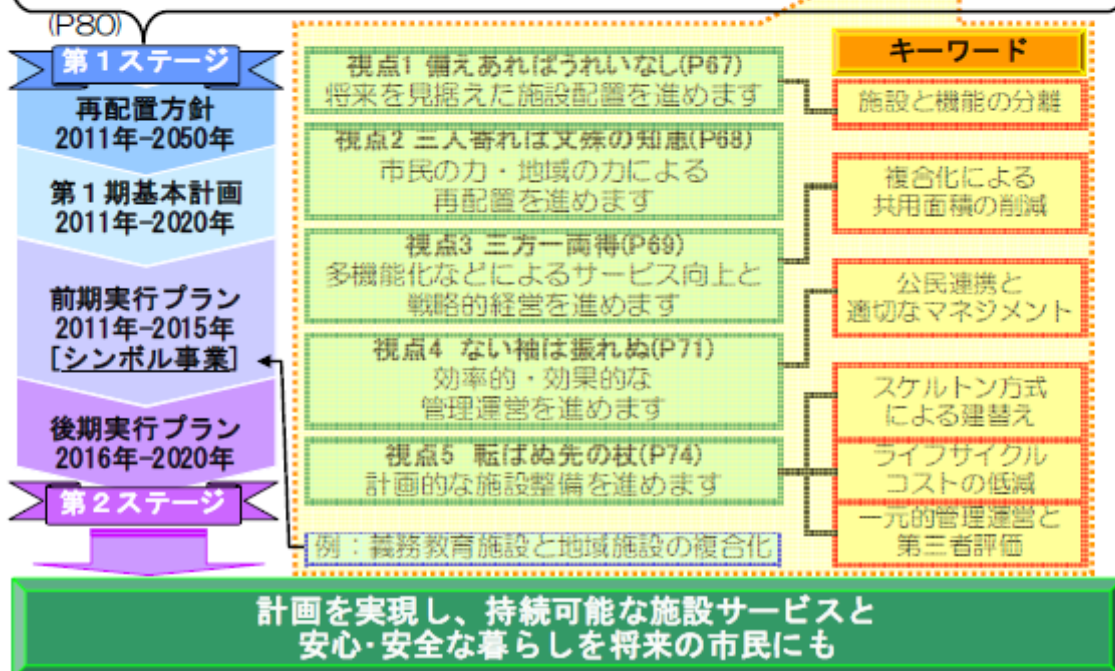 (P80)
第1ステージ
再配置方針
2011年-2050年
第1期基本計画
2011年-2020年
前期実行プラン
2011年-2015年
[シンボル事業]
後期実行プラン
2016年-2020年
第2ステージ
視点1 備えあればうれいなし(P67)
将来を見据えた施設配置を進めます
視点2 三人寄れば文殊の知恵(P68)
市民の力・地域の力による
再配置を進めます
視点3 三方一両得(P69)
多機能化などによるサービス向上と
戦略的経営を進めます
視点4 ない袖は振れぬ(P71)
効率的・効果的な
管理運営を進めます
視点5 転ばぬ先の杖(P74)
計画的な施設整備を進めます
例:義務教育施設と地域施設の複合化
キーワード
施設と機能の分離
複合化による
共用面積の削減
公民連携と
適切なマネジメント
スケルトン方式
による建替え
ライフサイクル
コストの低減
一元的管理運営と
第三者評価
計画を実現し、持続可能な施設サービスと
安心・安全な暮らしを将来の市民にも